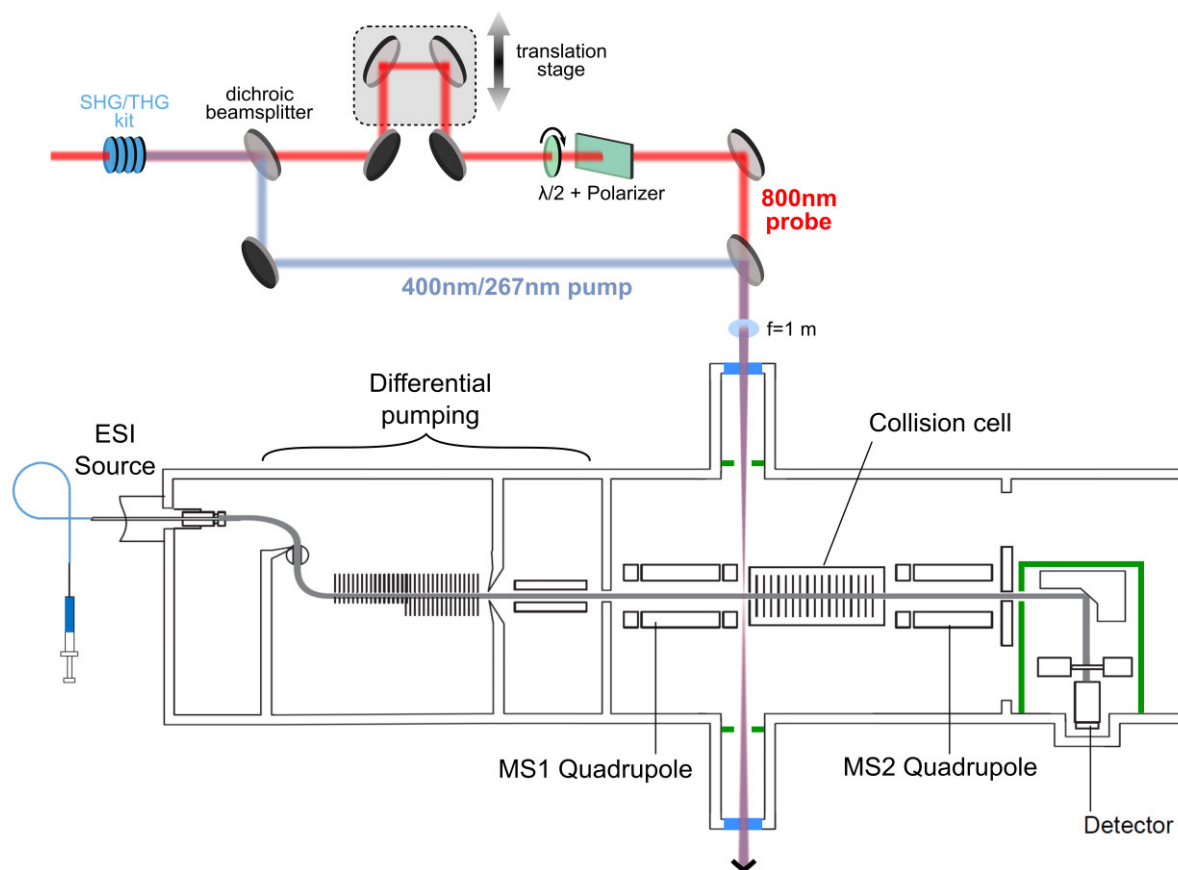 translation
stage
SHG/THG
kit
dichroic
beamsplitter
λ/2 + Polarizer
800nm
probe
400nm/267nm pump
f=1 m
Differential
pumping
ESI
Source
Collision cell
MS1 Quadrupole
MS2 Quadrupole
Detector